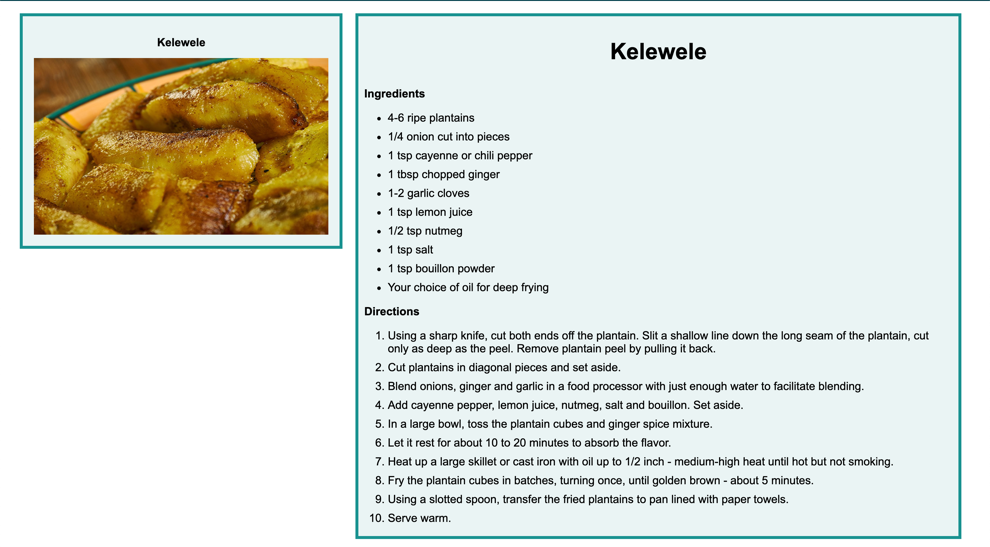 Kelewele
Kelewele
Ingredients
• 4-6 ripe plantains
• 1/4 onion cut into pieces
• 1 tsp cayenne or chili pepper
• 1 tbsp chopped ginger
• 1-2 garlic cloves
• 1 tsp lemon juice
• 1/2 tsp nutmeg
• 1 tsp salt
• 1 tsp bouillon powder
• Your choice of oil for deep frying
Directions
1. Using a sharp knife, cut both ends off the plantain. Slit a shallow line down the long seam of the plantain, cut
only as deep as the peel. Remove plantain peel by pulling it back.
2. Cut plantains in diagonal pieces and set aside.
3. Blend onions, ginger and garlic in a food processor with just enough water to facilitate blending.
4. Add cayenne pepper, lemon juice, nutmeg, salt and bouillon. Set aside.
5. In a large bowl, toss the plantain cubes and ginger spice mixture.
6. Let it rest for about 10 to 20 minutes to absorb the flavor.
7. Heat up a large skillet or cast iron with oil up to 1/2 inch - medium-high heat until hot but not smoking.
8. Fry the plantain cubes in batches, turning once, until golden brown - about 5 minutes.
9. Using a slotted spoon, transfer the fried plantains to pan lined with paper towels.
10. Serve warm.